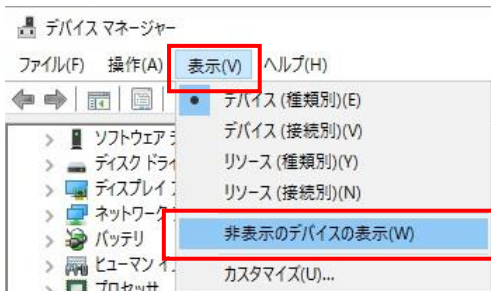 デバイス マネージャー
ファイル(F) 操作(A) 表示(V) ヘルプ(H)
デバイス (種類別)(E)
デバイス (接続別)(V)
リソース (種類別)(Y)
リソース (接続別)(N)
非表示のデバイスの表示(W)
カスタマイズ(U)...
ソフトウェア
ディスク
ディスプレイ
ネットワーク
バッテリ
ヒューマン
プロセッサ